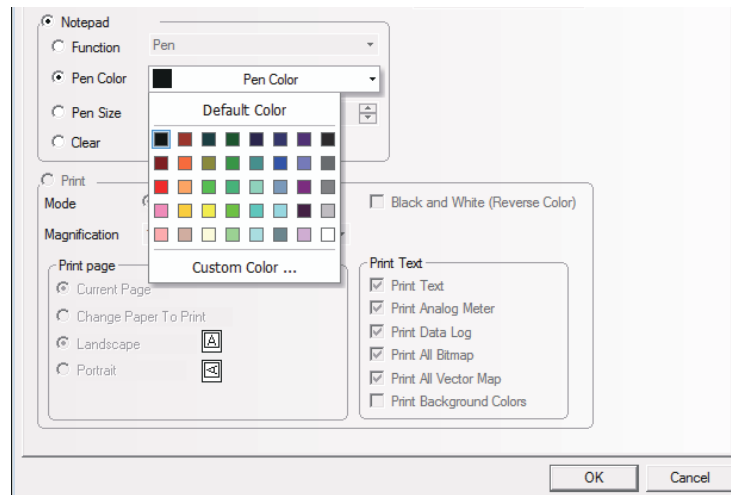 Notepad
Function Pen
Pen Color Pen Color
Default Color
Pen Size
Clear
Print
Mode Black and White (Reverse Color)
Magnification
Custom Color ...
Print page
Current Page
Change Paper To Print
Landscape A
Portrait A
Print Text
Print Text
Print Analog Meter
Print Data Log
Print All Bitmap
Print All Vector Map
Print Background Colors
OK Cancel